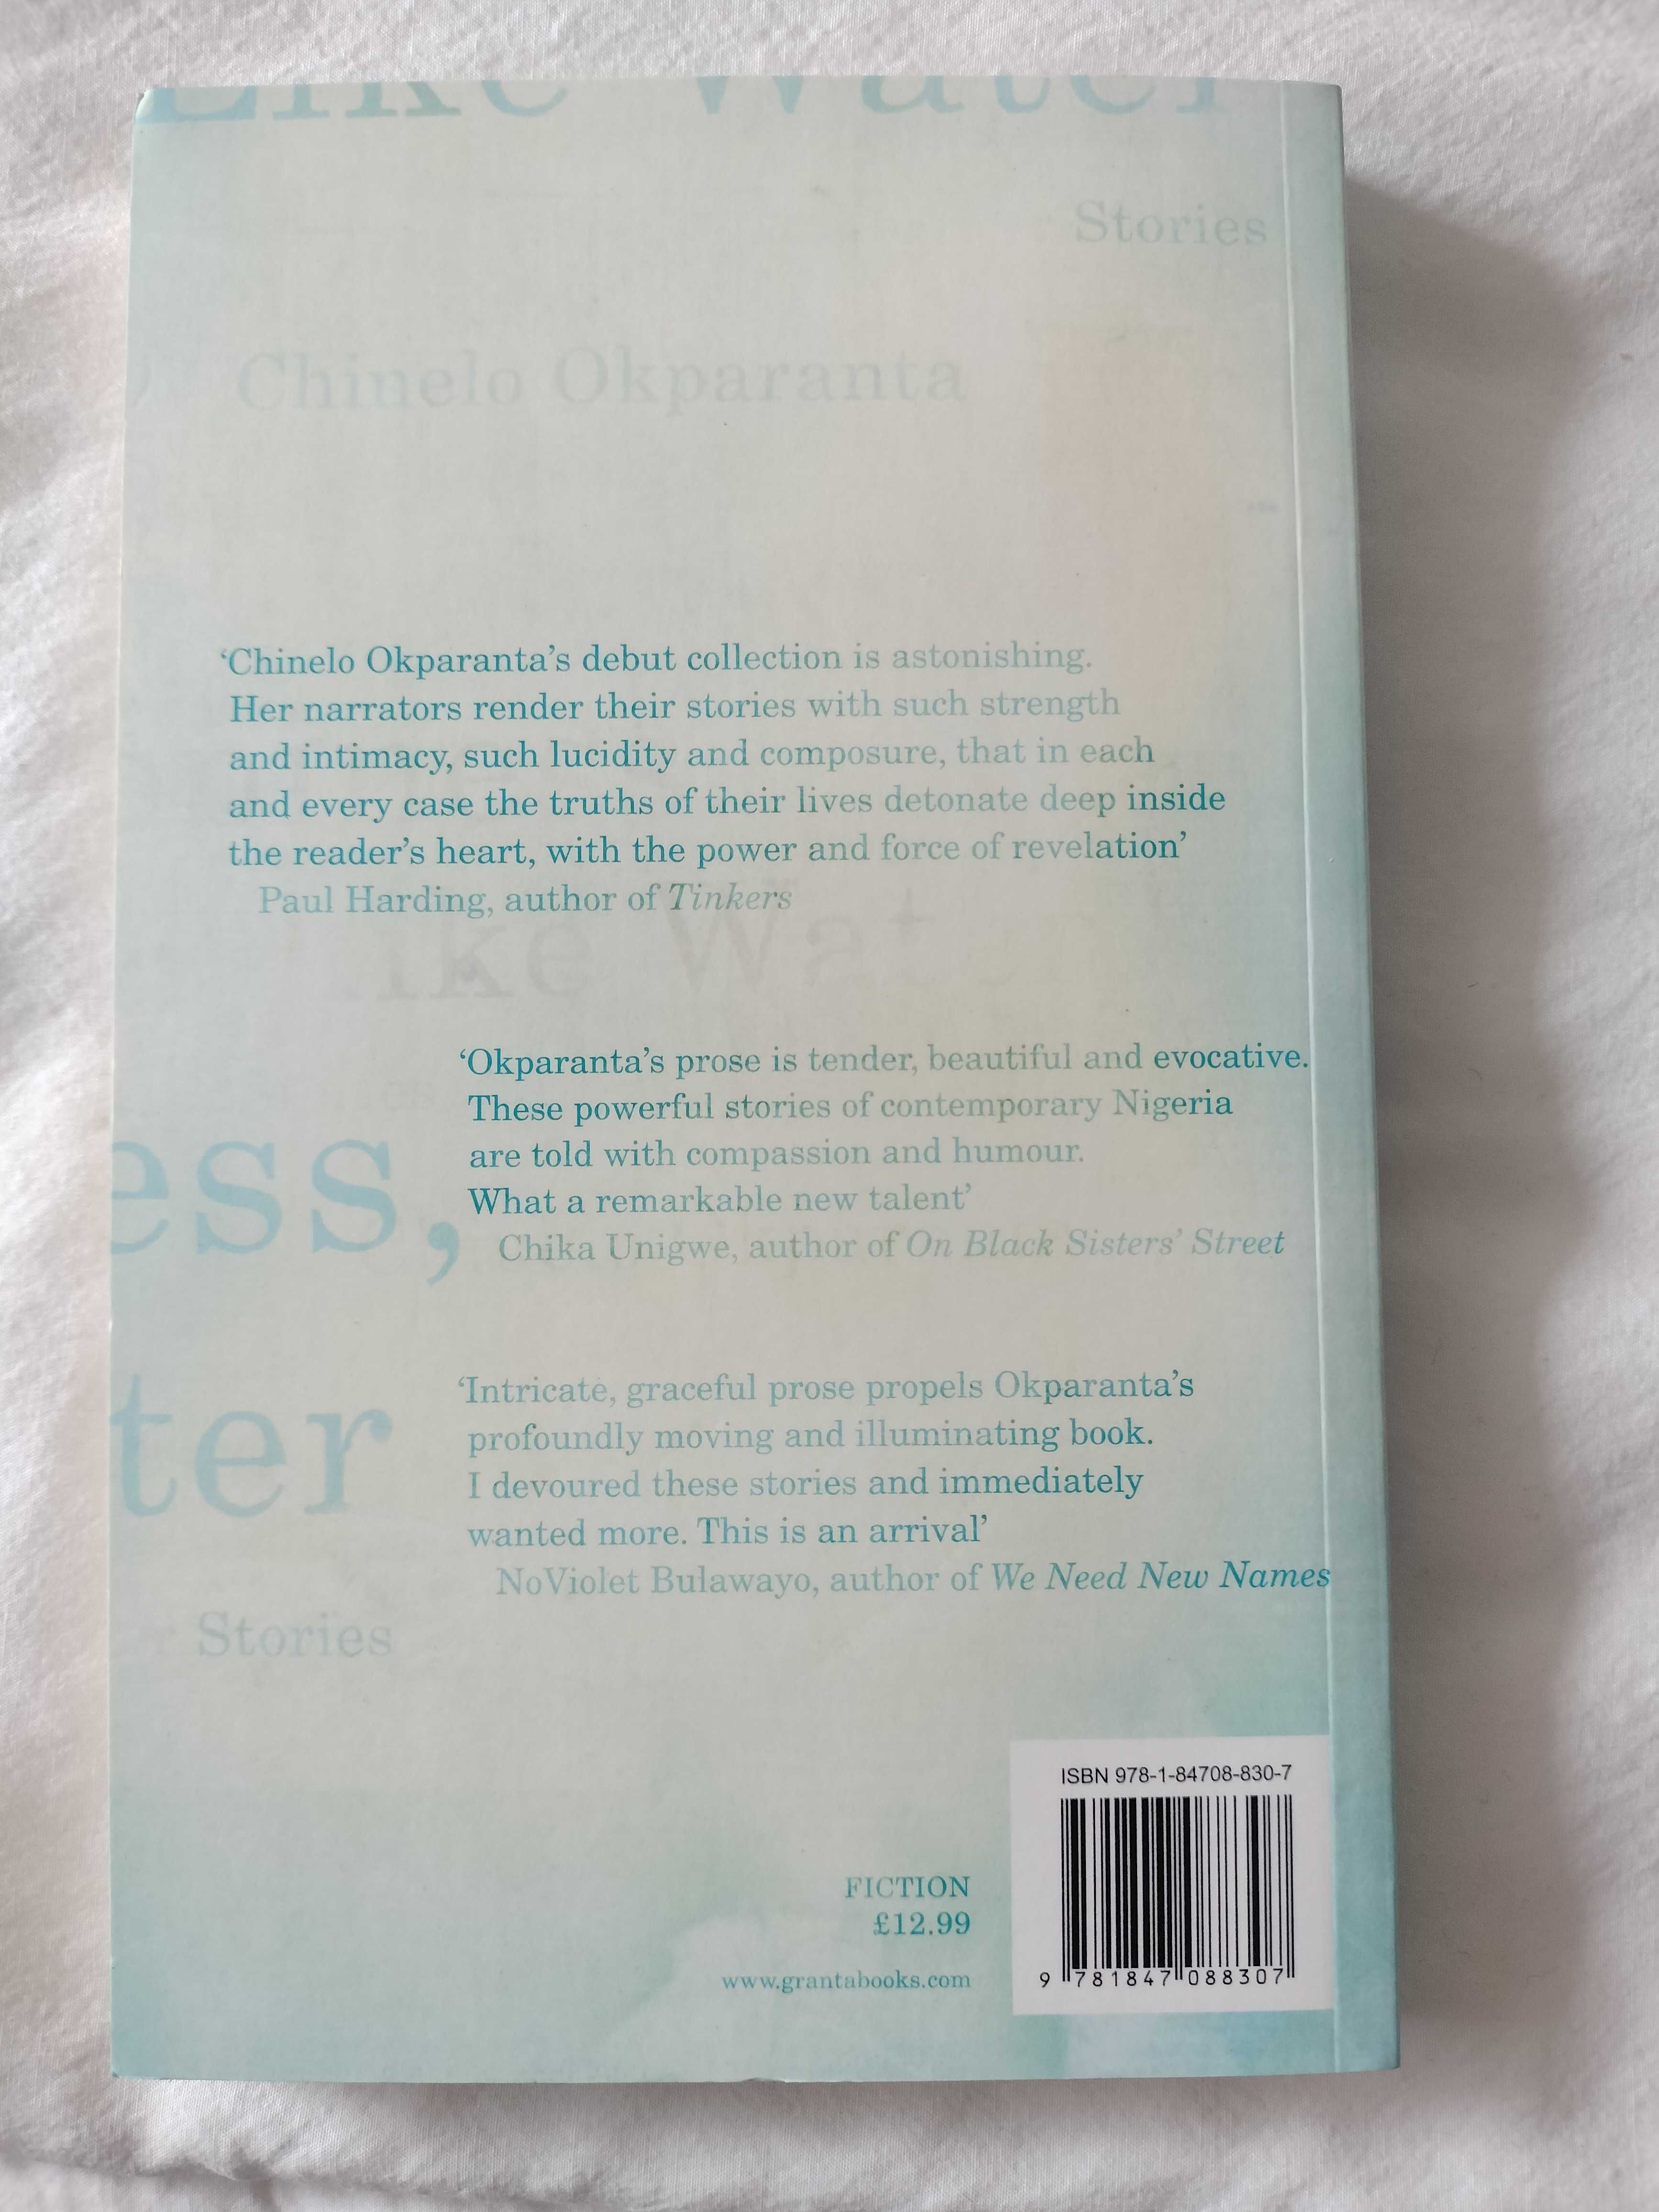 Like Water
Stories
Chinelo Okparanta
‘Chinelo Okparanta’s debut collection is astonishing.
Her narrators render their stories with such strength
and intimacy, such lucidity and composure, that in each
and every case the truths of their lives detonate deep inside
the reader’s heart, with the power and force of revelation’
Paul Harding, author of Tinkers
ike Water
‘Okparanta’s prose is tender, beautiful and evocative.
These powerful stories of contemporary Nigeria
are told with compassion and humour.
What a remarkable new talent’
Chika Unigwe, author of On Black Sisters’ Street
ess,
‘Intricate, graceful prose propels Okparanta’s
profoundly moving and illuminating book.
I devoured these stories and immediately
wanted more. This is an arrival’
NoViolet Bulawayo, author of We Need New Names
ter
Stories
ISBN 978-1-84708-830-7
FICTION
£12.99
www.grantabooks.com
9 781847 088307